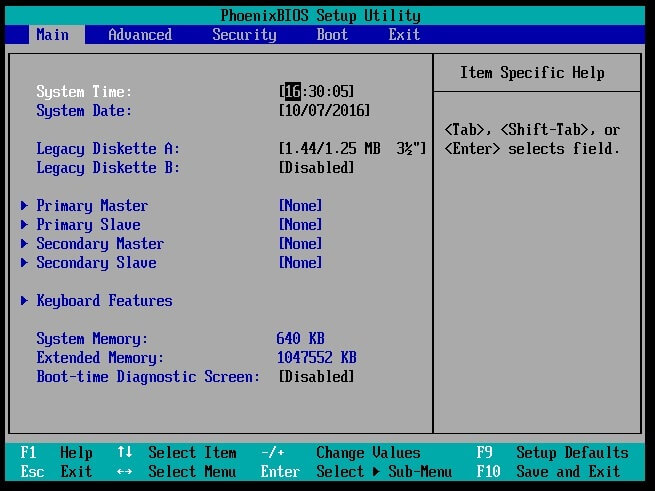 PhoenixBIOS Setup Utility
Main Advanced Security Boot Exit
Item Specific Help
System Time: [16:30:05]
System Date: [10/07/2016]
<Tab>, <Shift-Tab>, or
<Enter> selects field.
Legacy Diskette A: [1.44/1.25 MB 3½"]
Legacy Diskette B: [Disabled]
Primary Master [None]
Primary Slave [None]
Secondary Master [None]
Secondary Slave [None]
Keyboard Features
System Memory: 640 KB
Extended Memory: 1047552 KB
Boot-time Diagnostic Screen: [Disabled]
F1 Help ↑↓ Select Item -/+ Change Values F9 Setup Defaults
Esc Exit ↔ Select Menu Enter Select ▶ Sub-Menu F10 Save and Exit